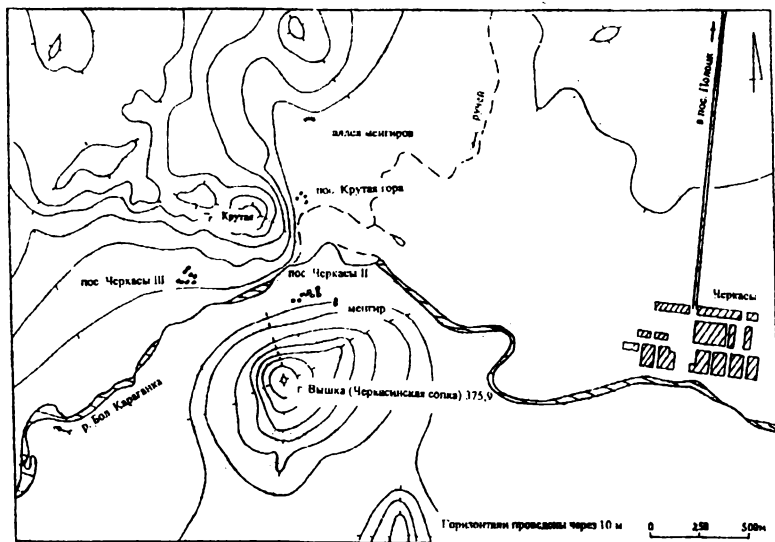 аллея менгиров
ручей
в пос. Полоцк
пос. Крутая гора
г. Крутая
Черкасы
пос Черкасы III
пос Черкасы II
менгир
г Вышка (Черкасинская сопка) 375,9
р. Бол Караганка
Горизонтали проведены через 10 м
0 250 500м